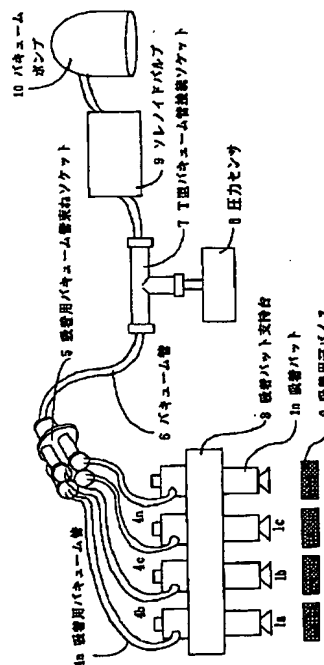 10 バキューム
ポンプ
9 ソレノイドバルブ
7 T型バキューム管接続ソケット
8 圧力センサ
5 吸着用バキューム管束ねソケット
6 バキューム管
3 吸着パット支持台
1n 吸着パット
4n 吸着用バキューム管
4b
4c
4n
1a
1b
1c